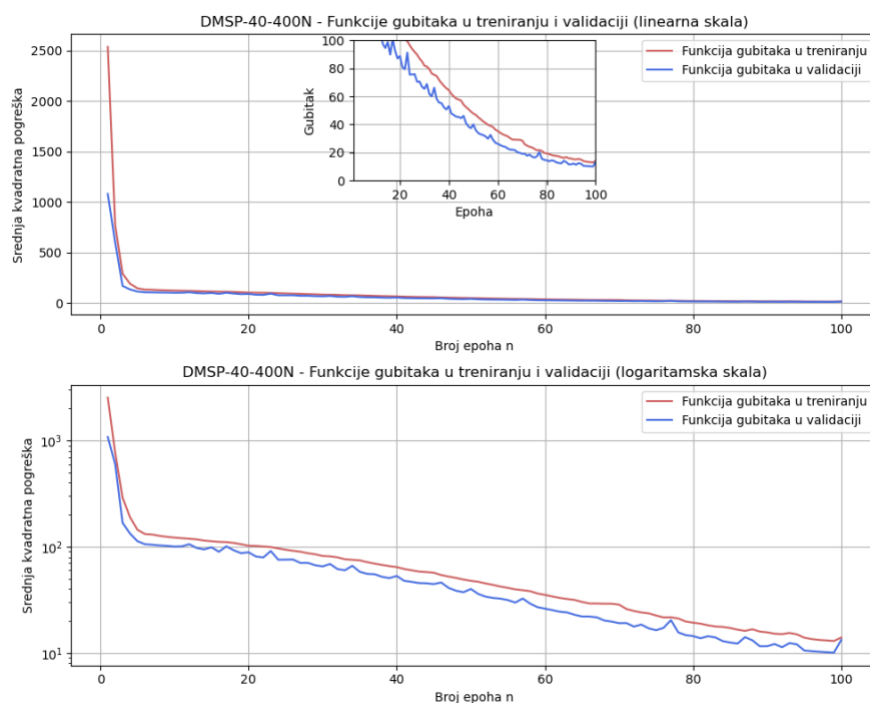 DMSP-40-400N - Funkcije gubitaka u treniranju i validaciji (linearna skala)
Srednja kvadratna pogreška
2500
2000
1500
1000
500
0
Gubitak
100
80
60
40
20
0
20 40 60 80 100
Epoha
Funkcija gubitaka u treniranju
Funkcija gubitaka u validaciji
0 20 40 60 80 100
Broj epoha n
DMSP-40-400N - Funkcije gubitaka u treniranju i validaciji (logaritamska skala)
Srednja kvadratna pogreška
10³
10²
10¹
Funkcija gubitaka u treniranju
Funkcija gubitaka u validaciji
0 20 40 60 80 100
Broj epoha n